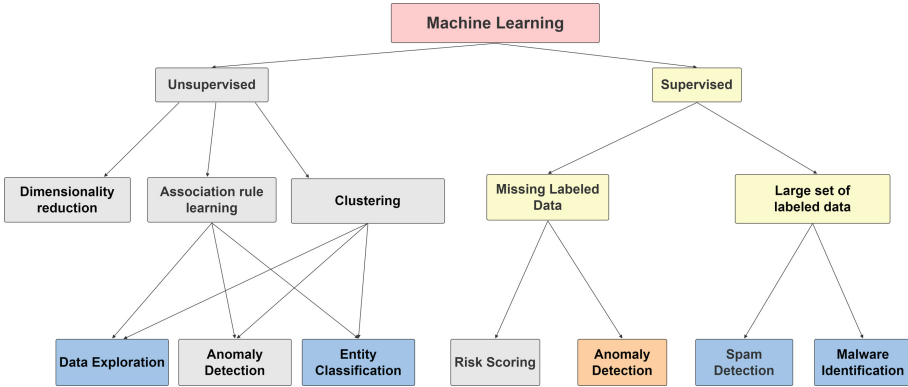 Machine Learning
Unsupervised
Supervised
Dimensionality
reduction
Association rule
learning
Clustering
Missing Labeled
Data
Large set of
labeled data
Data Exploration
Anomaly
Detection
Entity
Classification
Risk Scoring
Anomaly
Detection
Spam
Detection
Malware
Identification